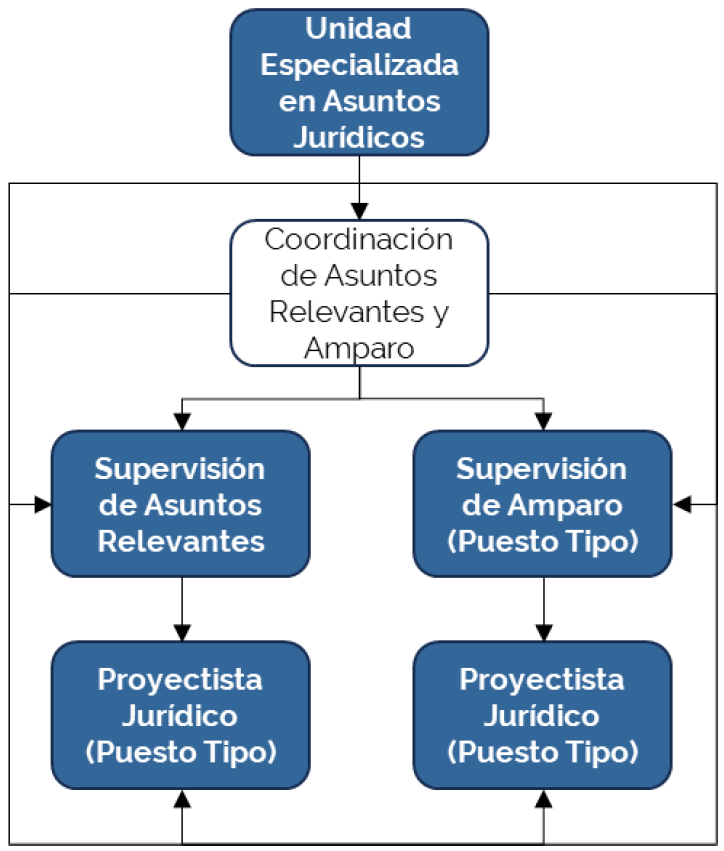 Unidad
Especializada
en Asuntos
Jurídicos
Coordinación
de Asuntos
Relevantes y
Amparo
Supervisión
de Asuntos
Relevantes
Supervisión
de Amparo
(Puesto Tipo)
Proyectista
Jurídico
(Puesto Tipo)
Proyectista
Jurídico
(Puesto Tipo)